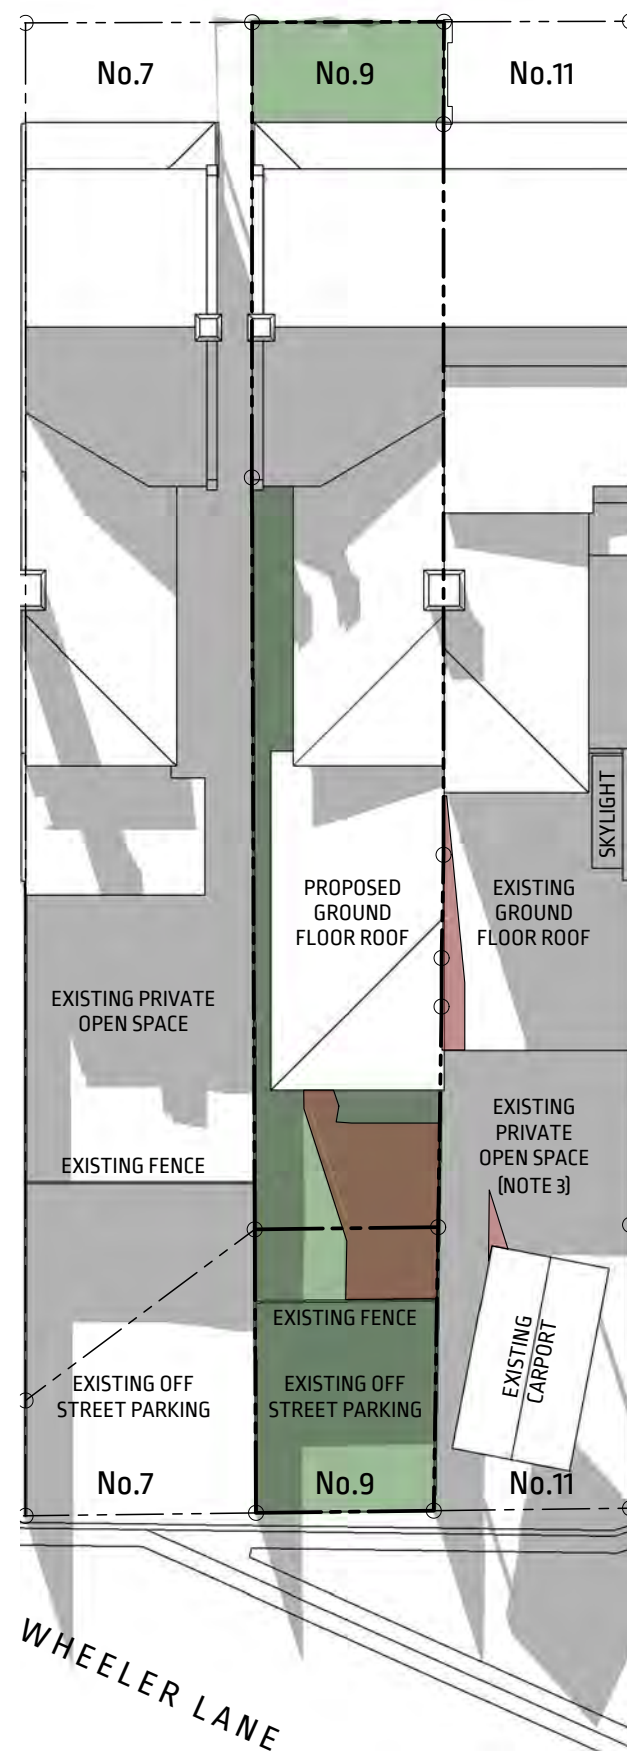 No.7
No.9
No.11
SKYLIGHT
PROPOSED
GROUND
FLOOR ROOF
EXISTING
GROUND
FLOOR ROOF
EXISTING PRIVATE
OPEN SPACE
EXISTING
PRIVATE
OPEN SPACE
(NOTE 3)
EXISTING FENCE
EXISTING FENCE
EXISTING
CARPORT
EXISTING OFF
STREET PARKING
EXISTING OFF
STREET PARKING
No.7
No.9
No.11
WHEELER LANE